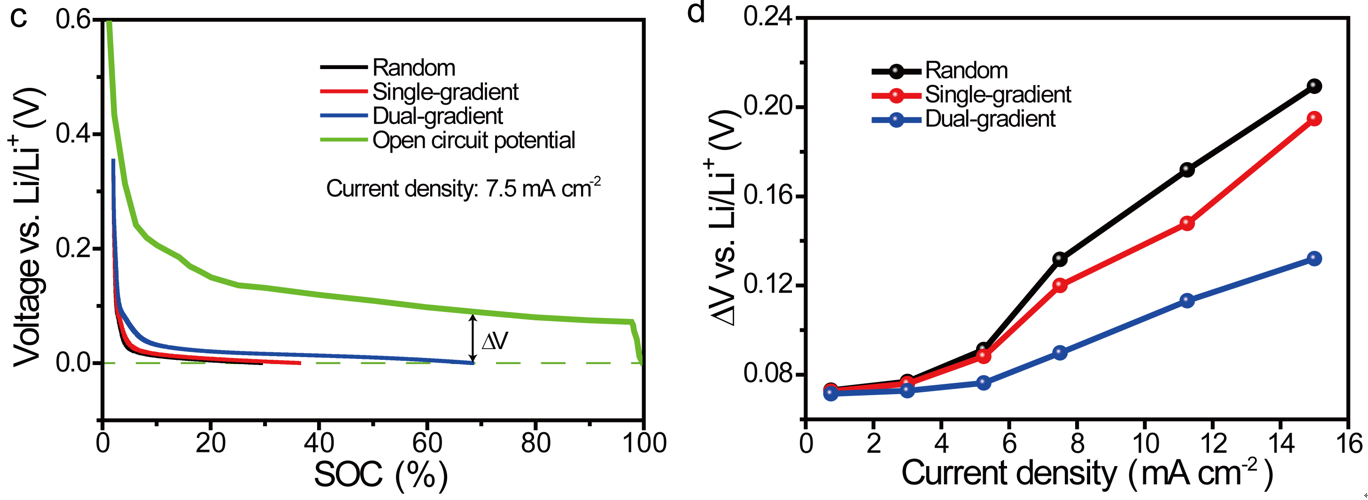 c
0.6
0.4
0.2
0.0
Voltage vs. Li/Li⁺ (V)
Random
Single-gradient
Dual-gradient
Open circuit potential
Current density: 7.5 mA cm⁻²
ΔV
0 20 40 60 80 100
SOC (%)
d
0.24
0.20
0.16
0.12
0.08
ΔV vs. Li/Li⁺ (V)
Random
Single-gradient
Dual-gradient
0 2 4 6 8 10 12 14 16
Current density (mA cm⁻²)